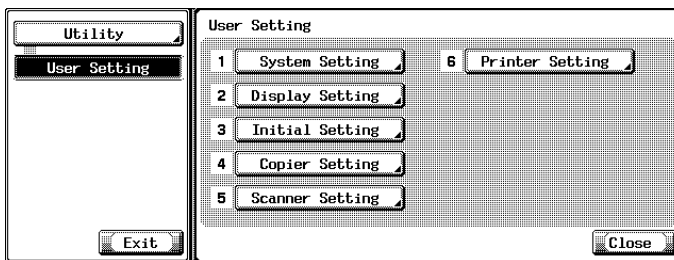 Utility
User Setting
Exit
User Setting
1 System Setting
2 Display Setting
3 Initial Setting
4 Copier Setting
5 Scanner Setting
6 Printer Setting
Close